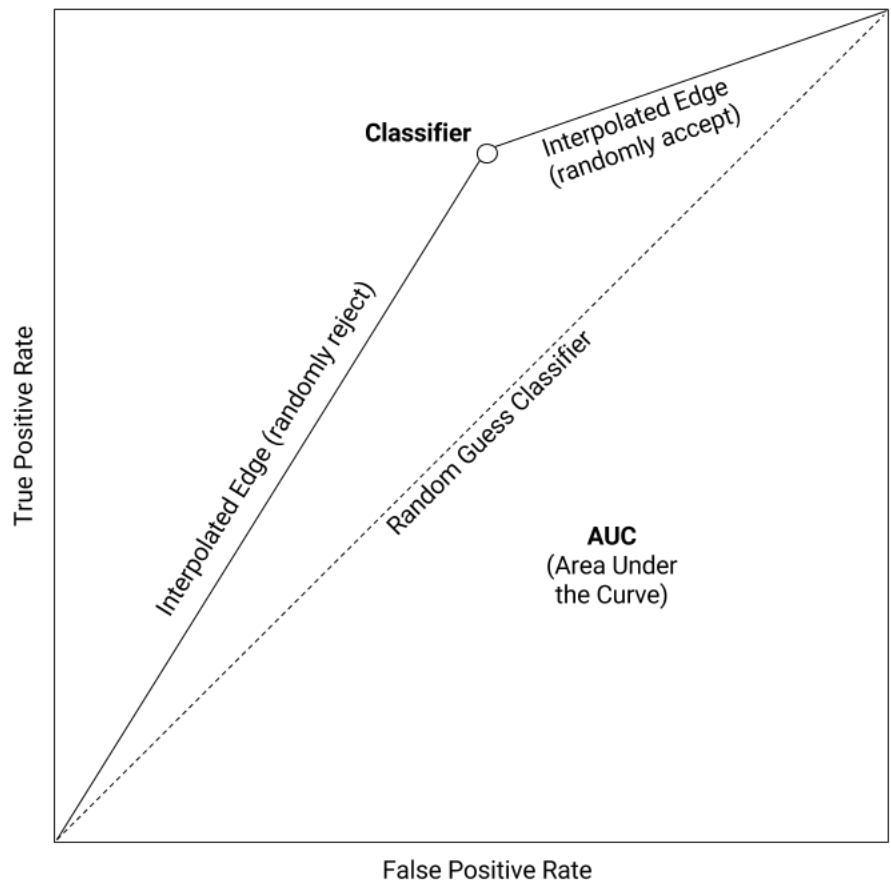 Classifier
Interpolated Edge
(randomly accept)
Interpolated Edge (randomly reject)
Random Guess Classifier
True Positive Rate
AUC
(Area Under
the Curve)
False Positive Rate